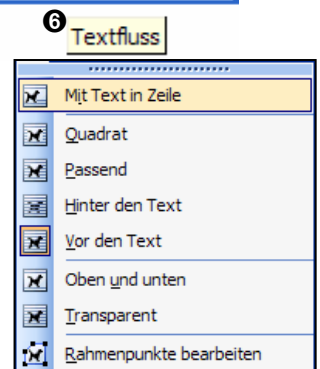 ❻ Textfluss
Mit Text in Zeile
Quadrat
Passend
Hinter den Text
Vor den Text
Oben und unten
Transparent
Rahmenpunkte bearbeiten